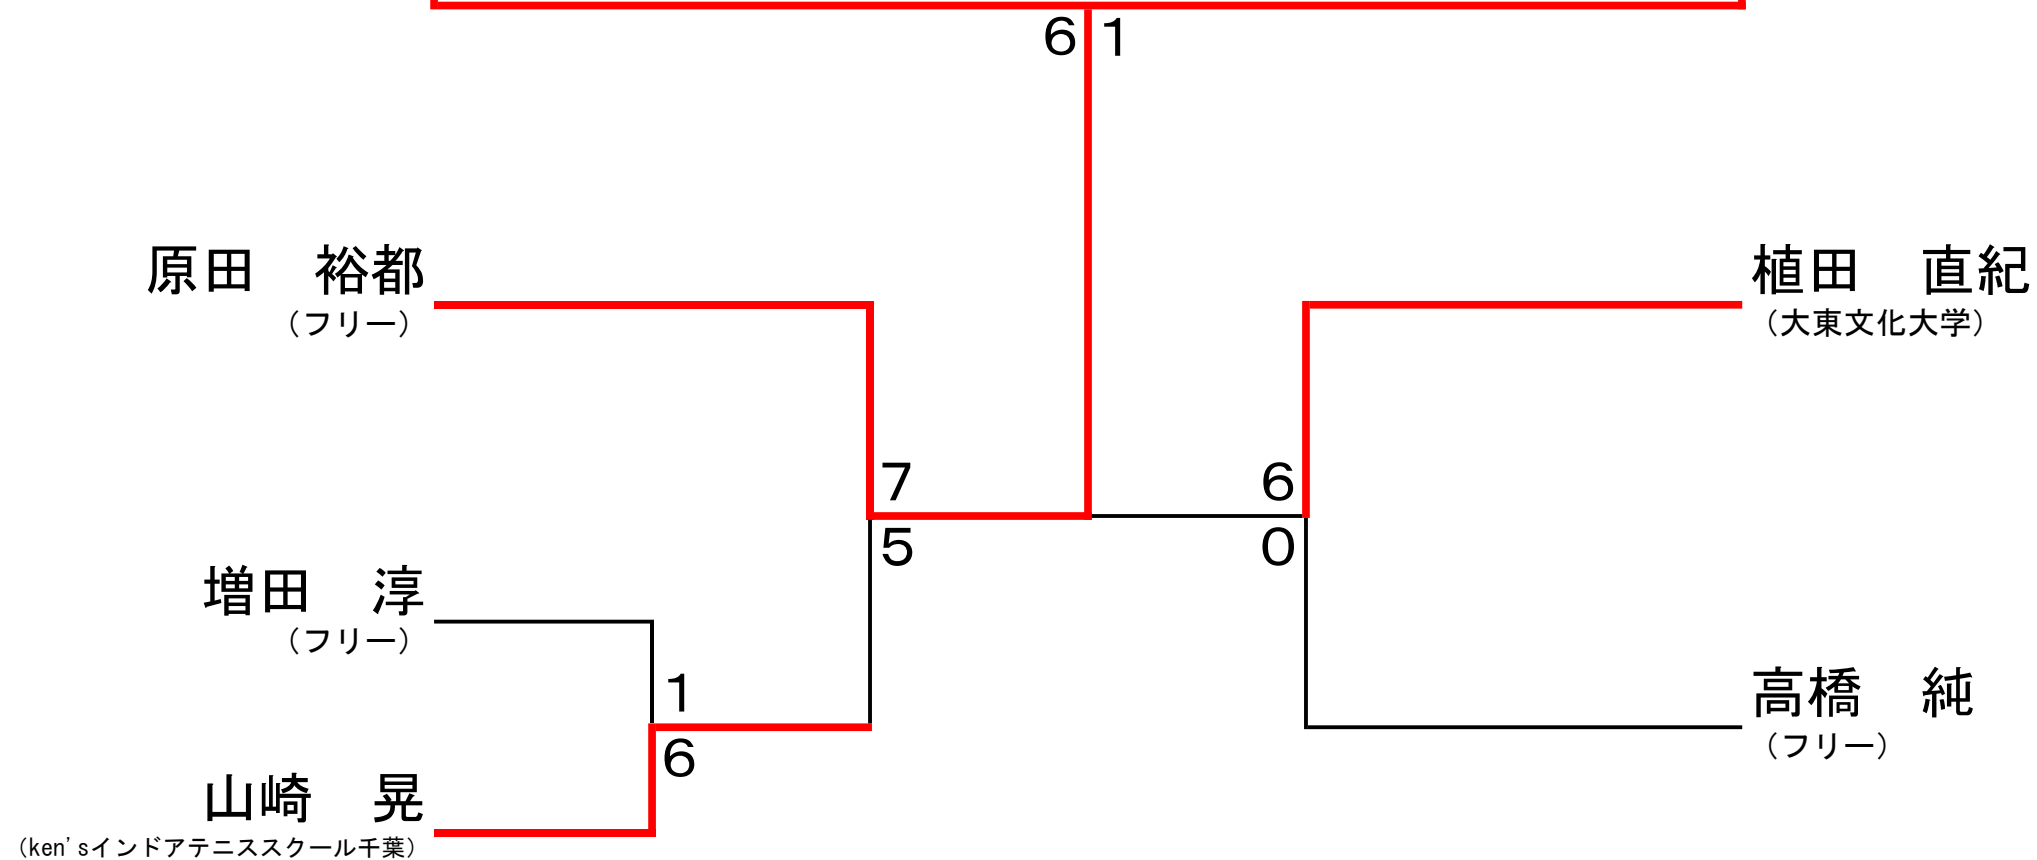 6 1
原田　裕都
（フリー）
植田　直紀
（大東文化大学）
7
6
5
0
増田　淳
（フリー）
1
高橋　純
（フリー）
6
山崎　晃
（ken'sインドアテニススクール千葉）